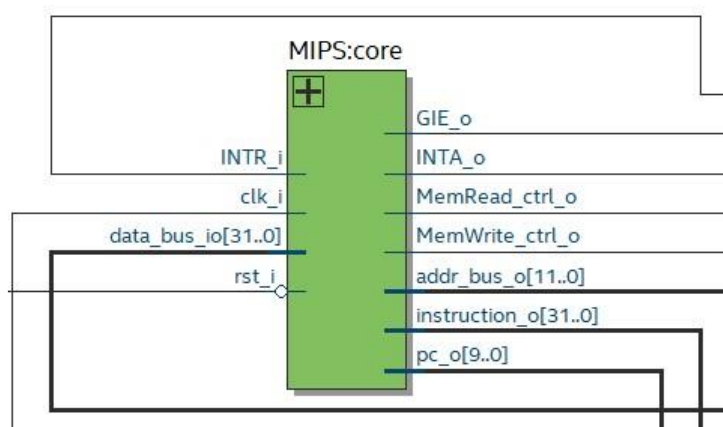 MIPS:core
INTR_i
clk_i
data_bus_io[31..0]
rst_i
GIE_o
INTA_o
MemRead_ctrl_o
MemWrite_ctrl_o
addr_bus_o[11..0]
instruction_o[31..0]
pc_o[9..0]